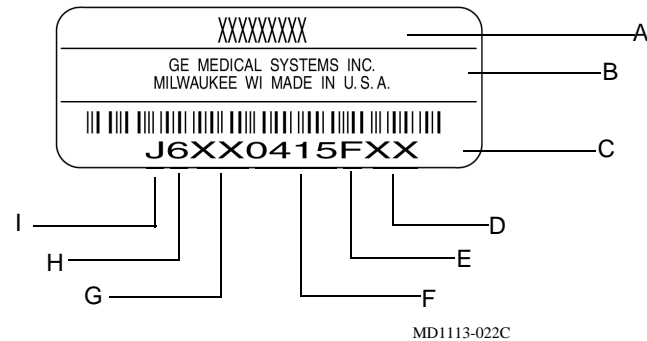 XXXXXXXXX
A
GE MEDICAL SYSTEMS INC.
MILWAUKEE WI MADE IN U.S.A.
B
J6XX0415FXX
C
I
D
H
E
G
F
MD1113-022C